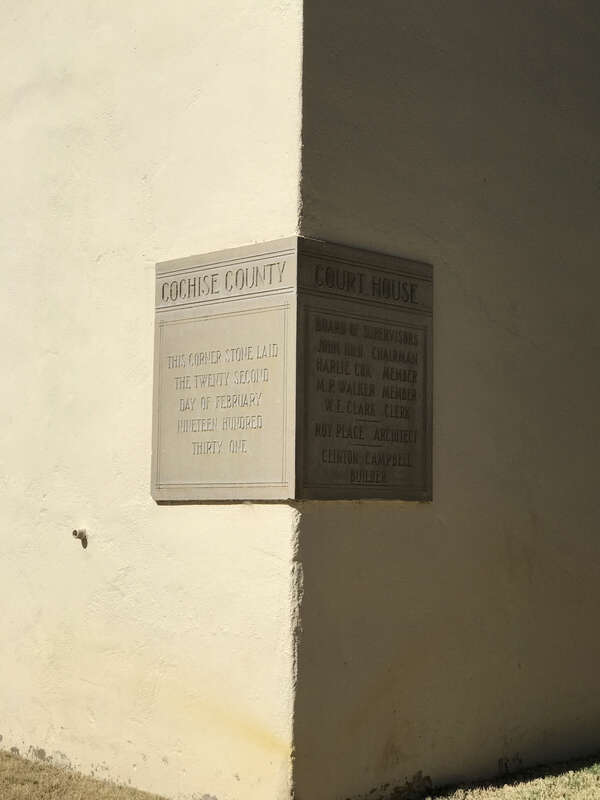 COCHISE COUNTY
THIS CORNER STONE LAID
THE TWENTY SECOND
DAY OF FEBRUARY
NINETEEN HUNDRED
THIRTY ONE
COURT HOUSE
BOARD OF SUPERVISORS
JOHN CHAIRMAN
HARLIE COX MEMBER
M.P. WALKER MEMBER
W.E. CLARK CLERK
ROY PLACE ARCHITECT
CLINTON CAMPBELL
BUILDER